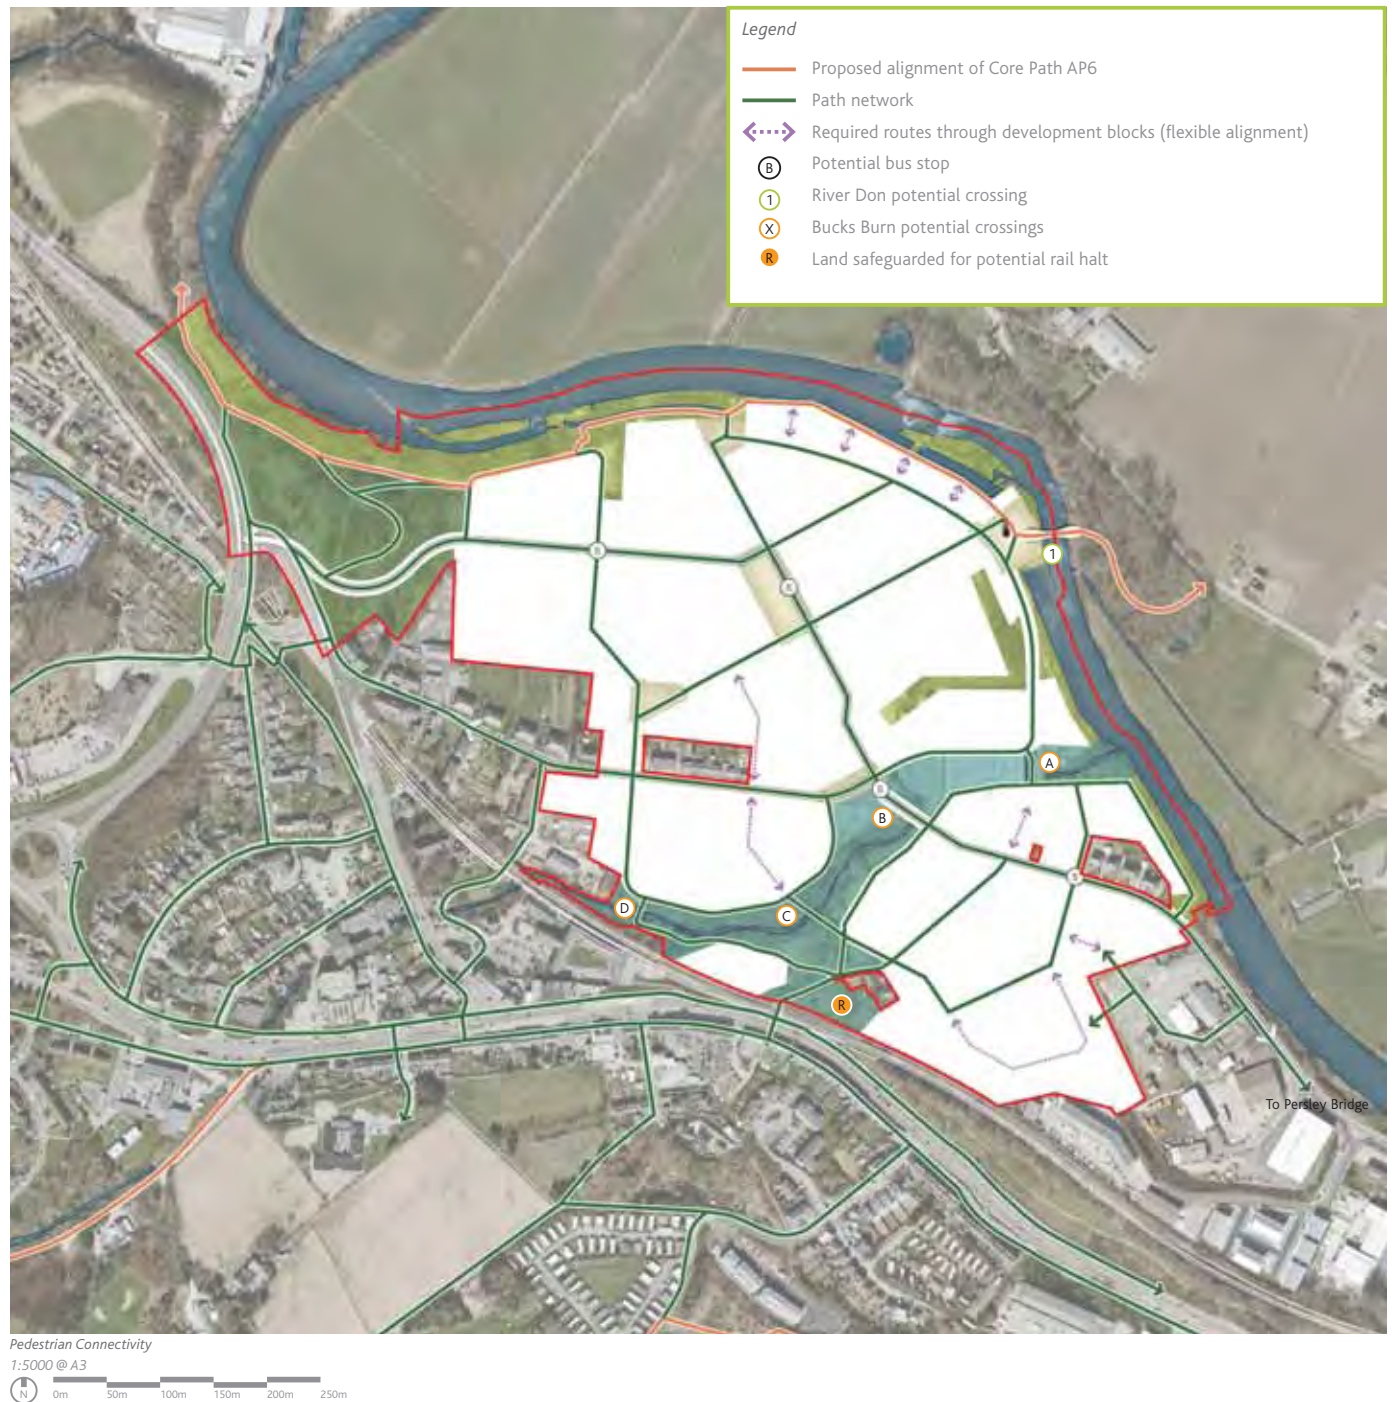 Legend
Proposed alignment of Core Path AP6
Path network
Required routes through development blocks (flexible alignment)
B Potential bus stop
1 River Don potential crossing
X Bucks Burn potential crossings
R Land safeguarded for potential rail halt
1
A
B
D
C
R
To Persley Bridge
Pedestrian Connectivity
1:5000 @ A3
N 0m 50m 100m 150m 200m 250m